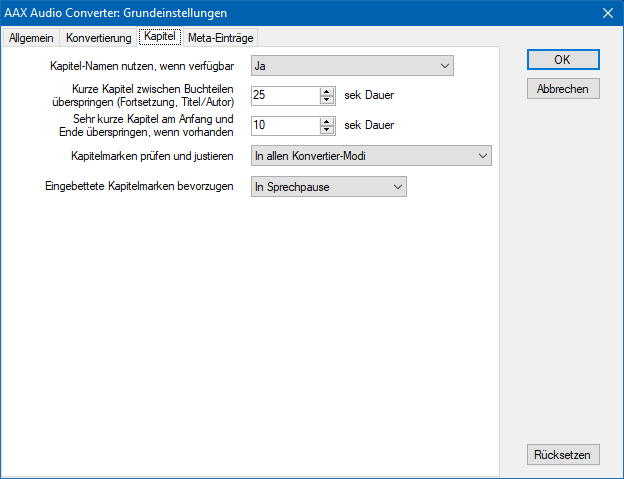 AAX Audio Converter: Grundeinstellungen
Allgemein Konvertierung Kapitel Meta-Einträge
Kapitel-Namen nutzen, wenn verfügbar Ja
Kurze Kapitel zwischen Buchteilen
überspringen (Fortsetzung, Titel/Autor) 25 sek Dauer
Sehr kurze Kapitel am Anfang und
Ende überspringen, wenn vorhanden 10 sek Dauer
Kapitelmarken prüfen und justieren In allen Konvertier-Modi
Eingebettete Kapitelmarken bevorzugen In Sprechpause
OK
Abbrechen
Rücksetzen